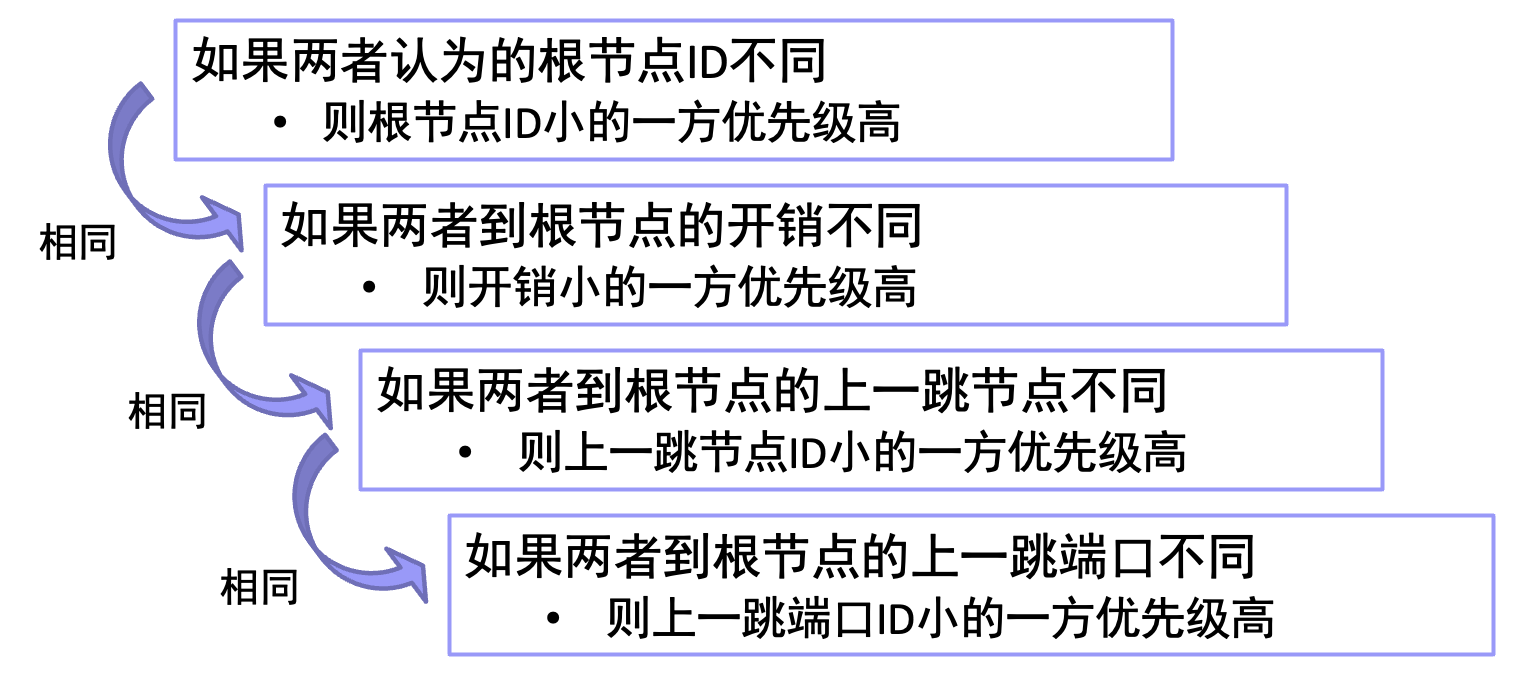 如果两者认为的根节点ID不同
• 则根节点ID小的一方优先级高
相同
如果两者到根节点的开销不同
• 则开销小的一方优先级高
相同
如果两者到根节点的上一跳节点不同
• 则上一跳节点ID小的一方优先级高
相同
如果两者到根节点的上一跳端口不同
• 则上一跳端口ID小的一方优先级高